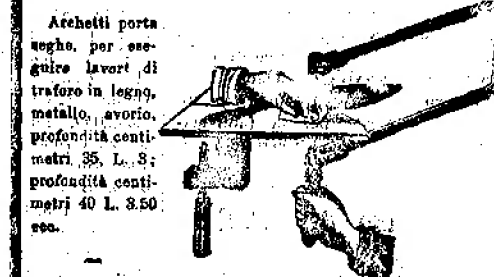 Archetti porta
seghe, per ese-
guire lavori di
traforo in legno,
metallo, avorio,
profondità centi-
metri 35, L. 3;
profondità centi-
metri 40 L. 3.50
ecc.